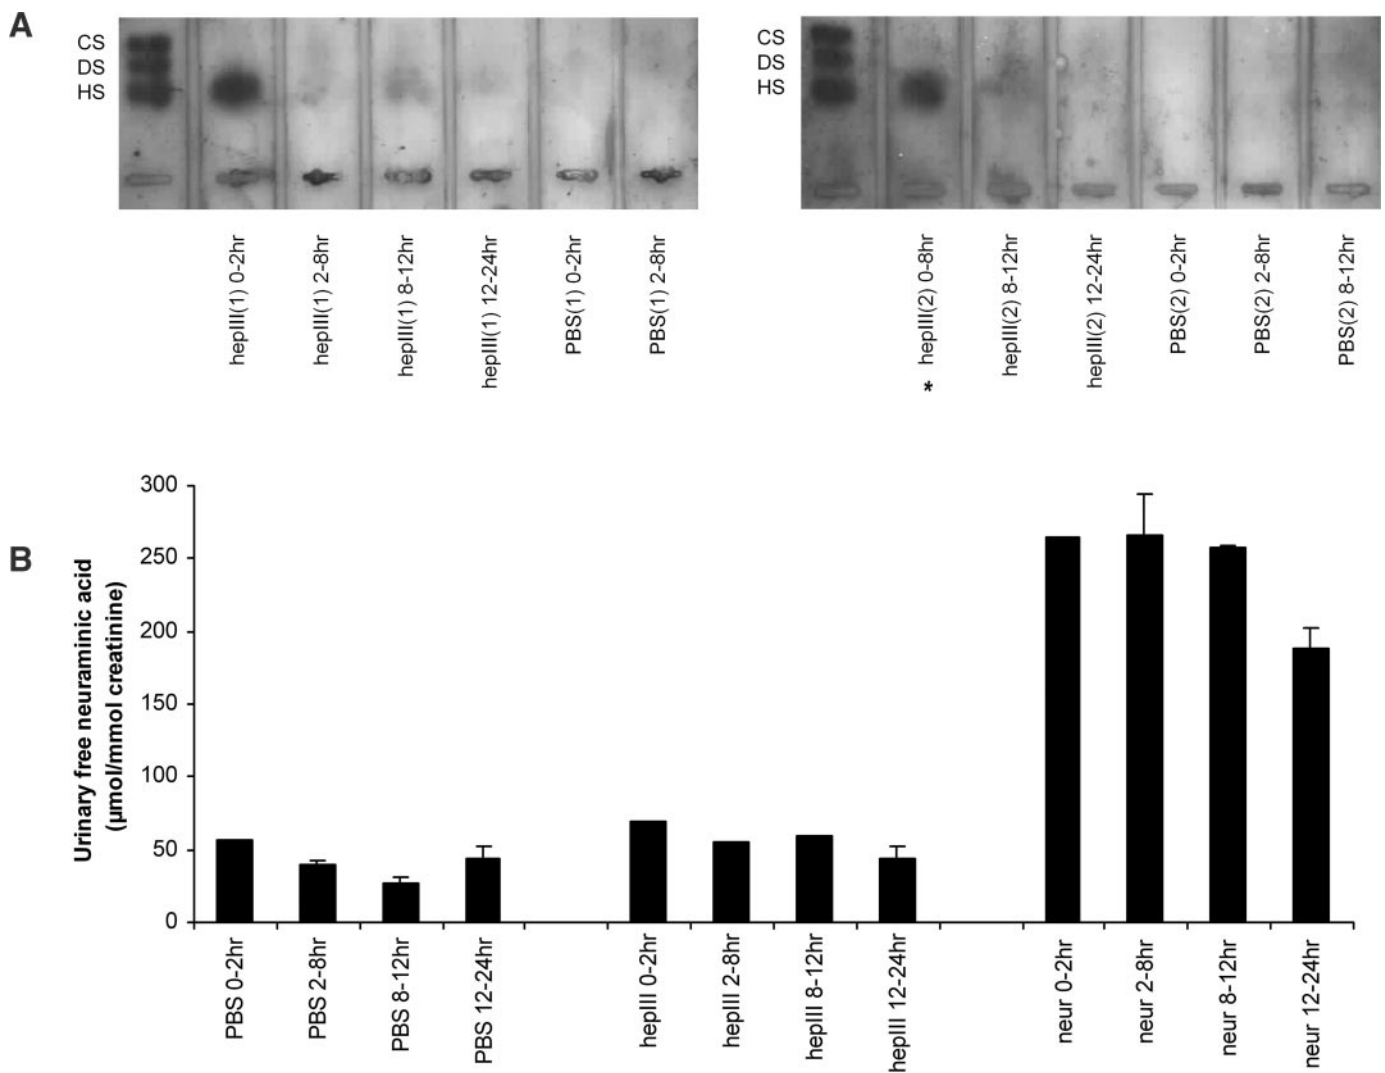 A
CS
DS
HS
hepIII(1) 0-2hr
hepIII(1) 2-8hr
hepIII(1) 8-12hr
hepIII(1) 12-24hr
PBS(1) 0-2hr
PBS(1) 2-8hr
CS
DS
HS
* hepIII(2) 0-8hr
hepIII(2) 8-12hr
hepIII(2) 12-24hr
PBS(2) 0-2hr
PBS(2) 2-8hr
PBS(2) 8-12hr
B
Urinary free neuraminic acid
(µmol/mmol creatinine)
300
250
200
150
100
50
0
PBS 0-2hr
PBS 2-8hr
PBS 8-12hr
PBS 12-24hr
hepIII 0-2hr
hepIII 2-8hr
hepIII 8-12hr
hepIII 12-24hr
neur 0-2hr
neur 2-8hr
neur 8-12hr
neur 12-24hr